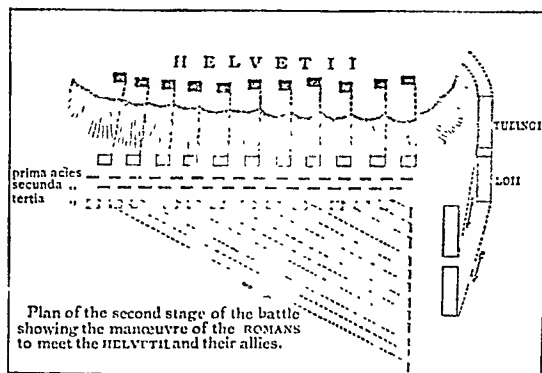 HELVETII
TULINGI
prima acies
secunda „
tertia „
Plan of the second stage of the battle
showing the manœuvre of the ROMANS
to meet the HELVETII and their allies.